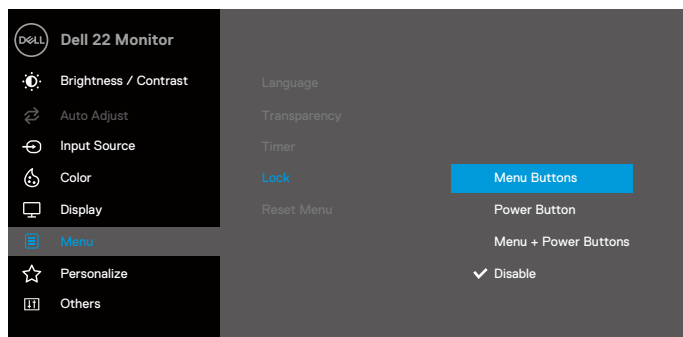 DELL Dell 22 Monitor
Brightness / Contrast
Language
Auto Adjust
Transparency
Input Source
Timer
Color
Lock
Menu Buttons
Display
Reset Menu
Power Button
Menu
Menu + Power Buttons
Personalize
Disable
Others